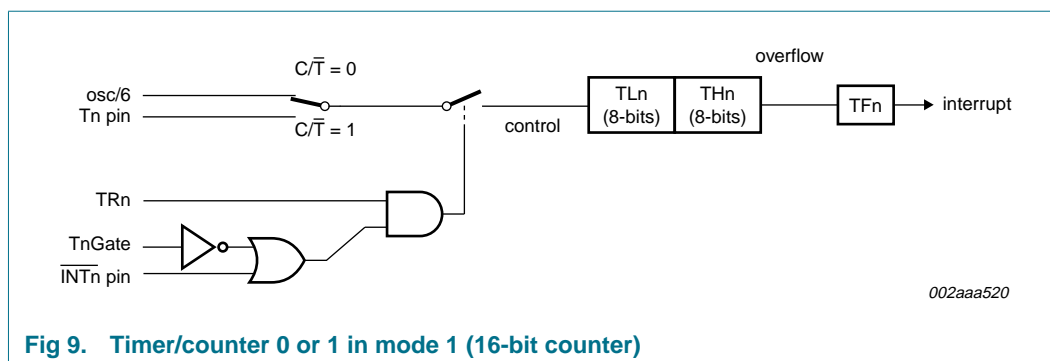 overflow
C/T̅ = 0
osc/6
Tn pin
C/T̅ = 1
control
TLn
(8-bits)
THn
(8-bits)
TFn
interrupt
TRn
TnGate
I̅N̅T̅n̅ pin
002aaa520
Fig 9. Timer/counter 0 or 1 in mode 1 (16-bit counter)